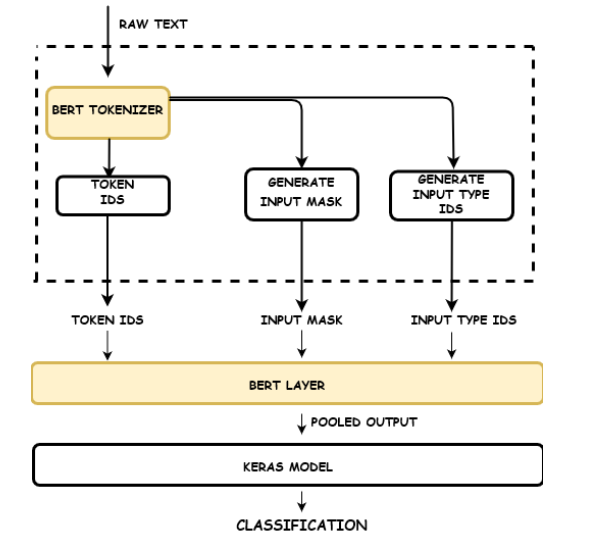 RAW TEXT
BERT TOKENIZER
TOKEN
IDS
GENERATE
INPUT MASK
GENERATE
INPUT TYPE
IDS
TOKEN IDS
INPUT MASK
INPUT TYPE IDS
BERT LAYER
POOLED OUTPUT
KERAS MODEL
CLASSIFICATION